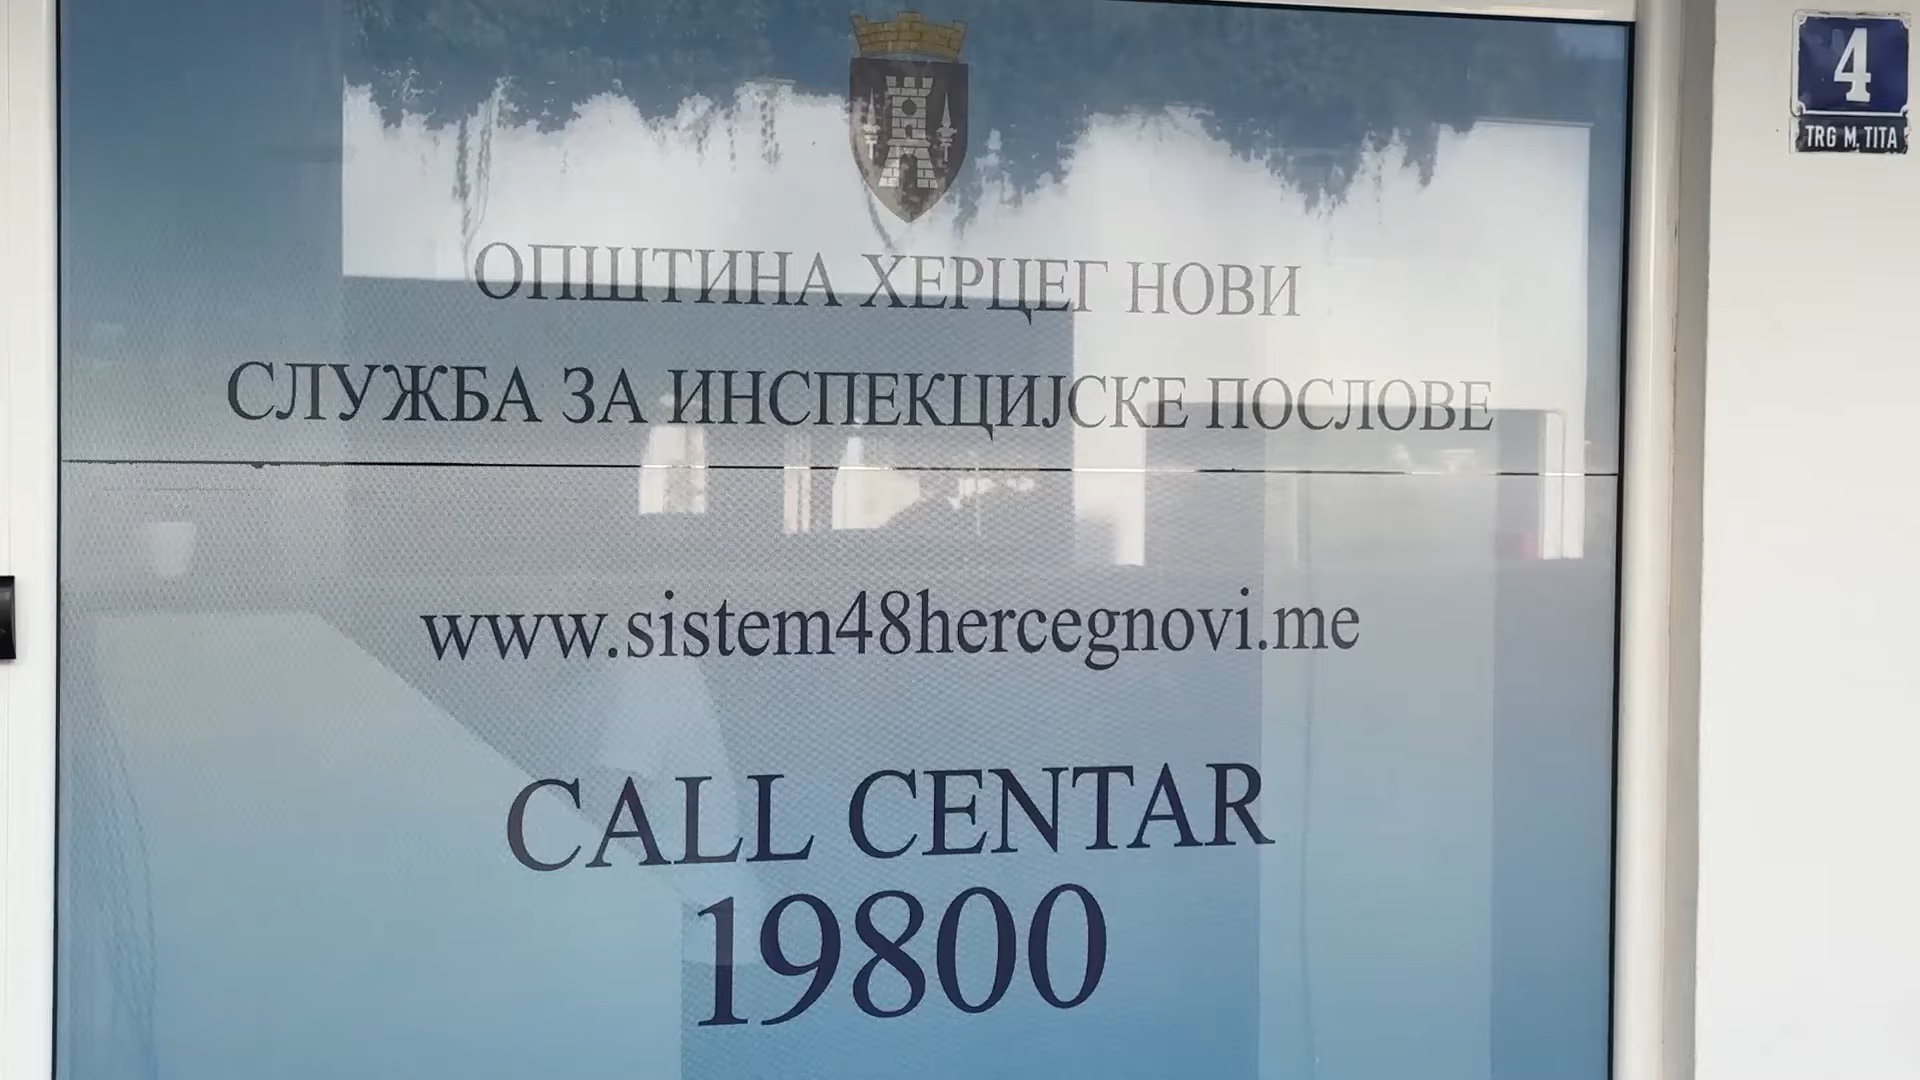 ОПШТИНА ХЕРЦЕГ НОВИ
СЛУЖБА ЗА ИНСПЕКЦИЈСКЕ ПОСЛОВЕ
www.sistem48hercegnovi.me
CALL CENTAR
19800
4
TRG M. TITA